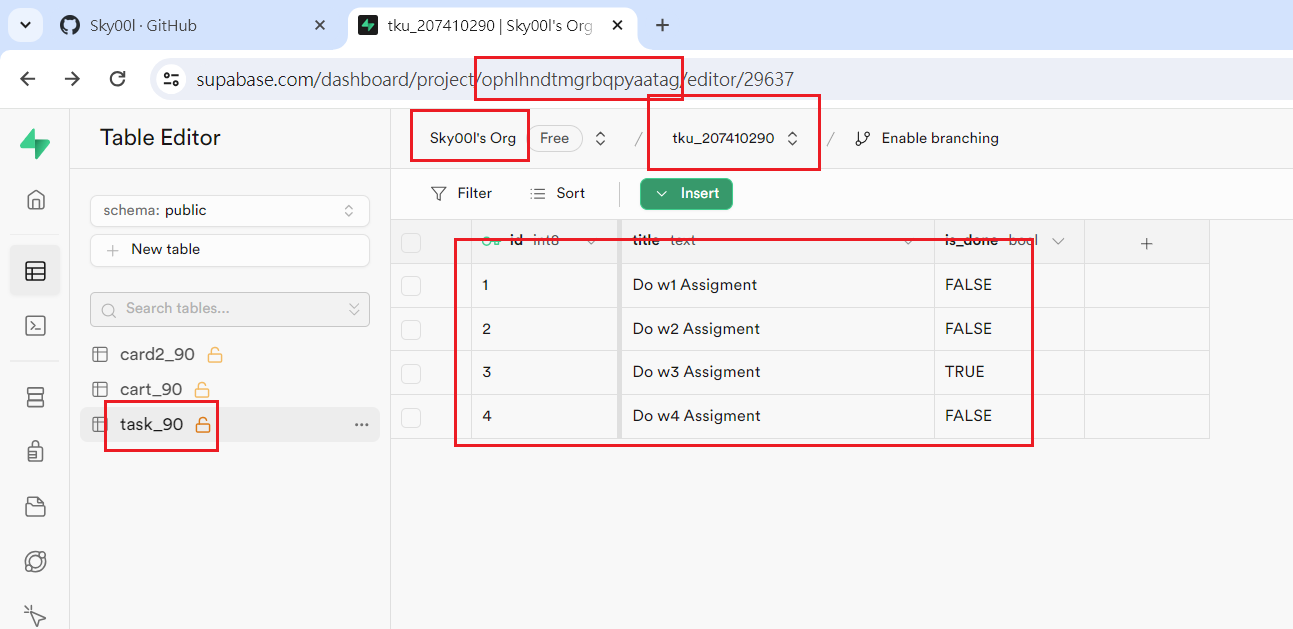 Sky00l · GitHub
tku_207410290 | Sky00l's Org
supabase.com/dashboard/project/ophlhndtmgrbqpyaatag/editor/29637
Table Editor
Sky00l's Org Free / tku_207410290 / Enable branching
schema: public
Filter Sort Insert
New table
id int8 title text is_done bool
Search tables...
1 Do w1 Assigment FALSE
2 Do w2 Assigment FALSE
3 Do w3 Assigment TRUE
4 Do w4 Assigment FALSE
card2_90
cart_90
task_90